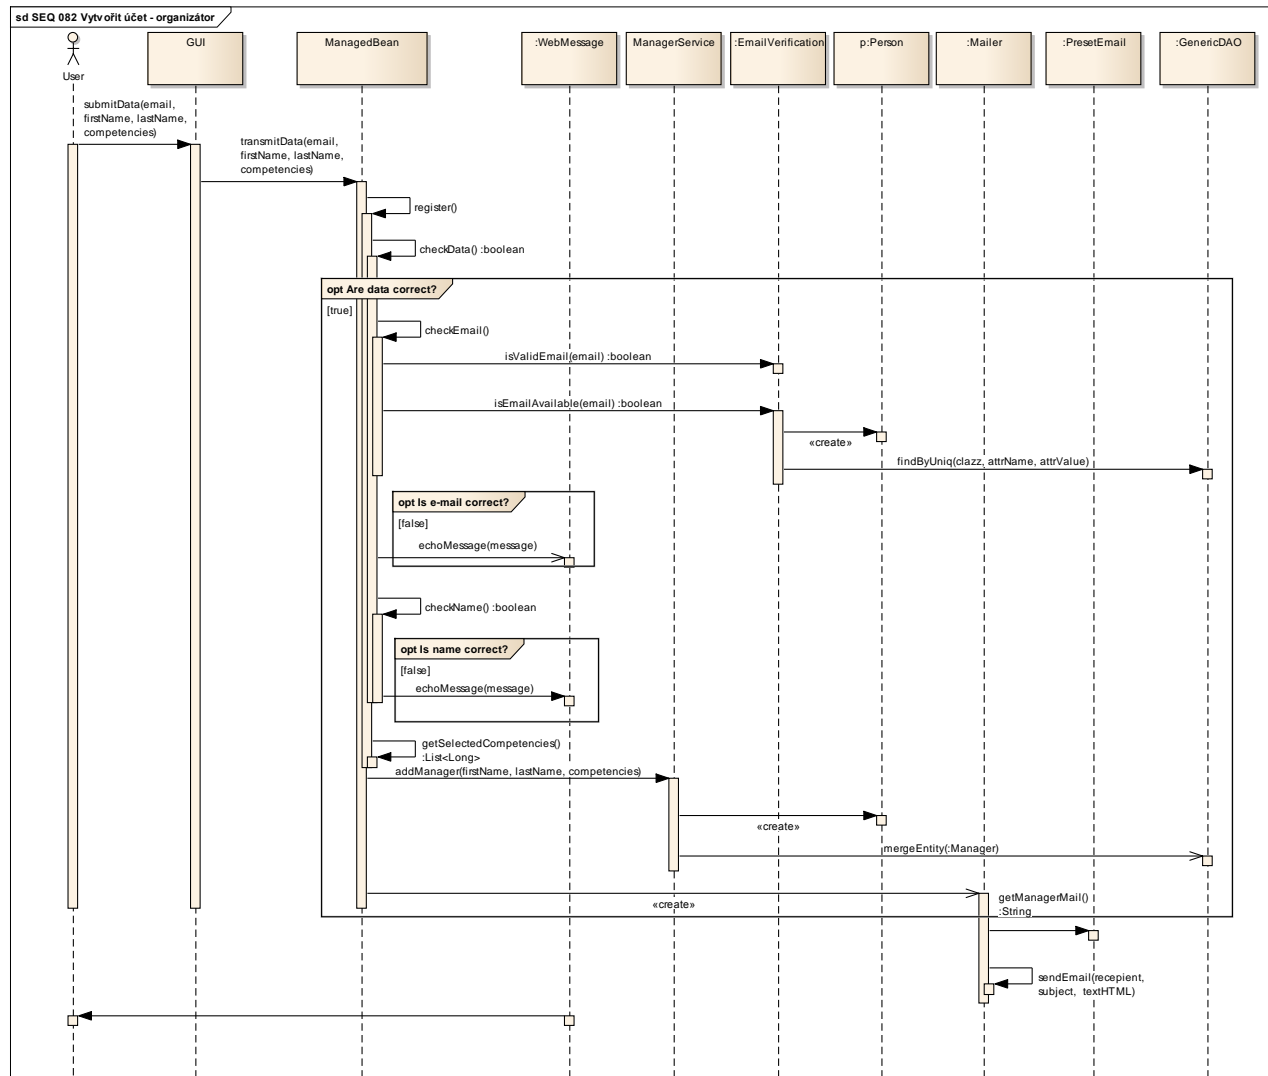 sd SEQ 082 Vytvořit účet - organizátor
User
GUI
ManagedBean
:WebMessage
ManagerService
:EmailVerification
p:Person
:Mailer
:PresetEmail
:GenericDAO
submitData(email,
firstName, lastName,
competencies)
transmitData(email,
firstName, lastName,
competencies)
register()
checkData() :boolean
opt Are data correct?
[true]
checkEmail()
isValidEmail(email) :boolean
isEmailAvailable(email) :boolean
«create»
findByUniq(clazz, attrName, attrValue)
opt Is e-mail correct?
[false]
echoMessage(message)
checkName() :boolean
opt Is name correct?
[false]
echoMessage(message)
getSelectedCompetencies()
:List<Long>
addManager(firstName, lastName, competencies)
«create»
mergeEntity(:Manager)
«create»
getManagerMail()
:String
sendEmail(recepient,
subject, textHTML)